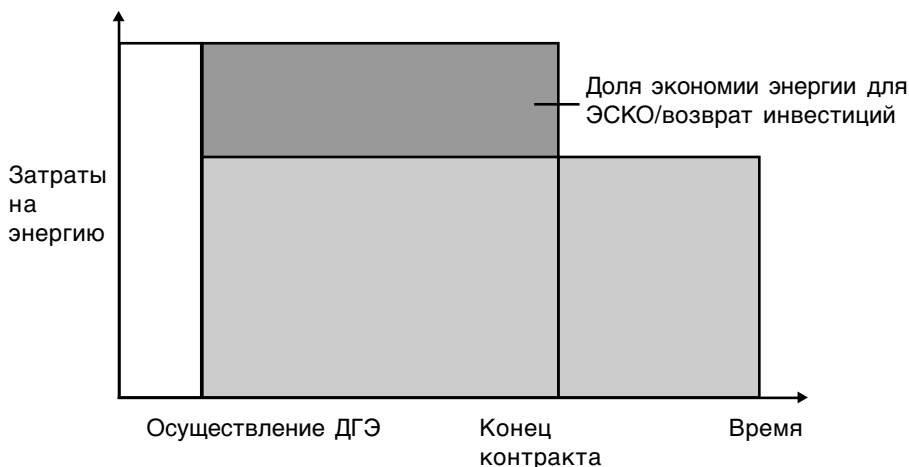 Доля экономии энергии для
ЭСКО/возврат инвестиций
Затраты
на
энергию
Осуществление ДГЭ
Конец
контракта
Время